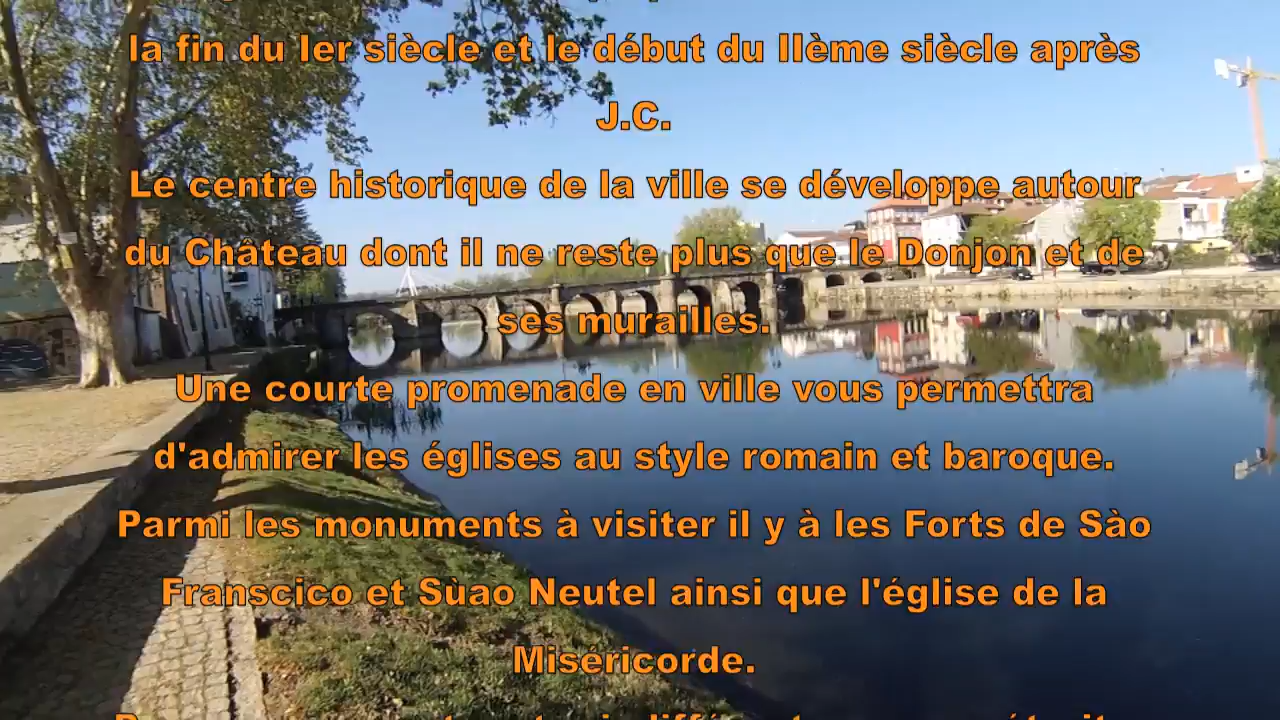 la fin du Ier siècle et le début du IIème siècle après
J.C.
Le centre historique de la ville se développe autour
du Château dont il ne reste plus que le Donjon et de
ses murailles.
Une courte promenade en ville vous permettra
d'admirer les églises au style romain et baroque.
Parmi les monuments à visiter il y à les Forts de Sào
Franscico et Sùao Neutel ainsi que l'église de la
Miséricorde.